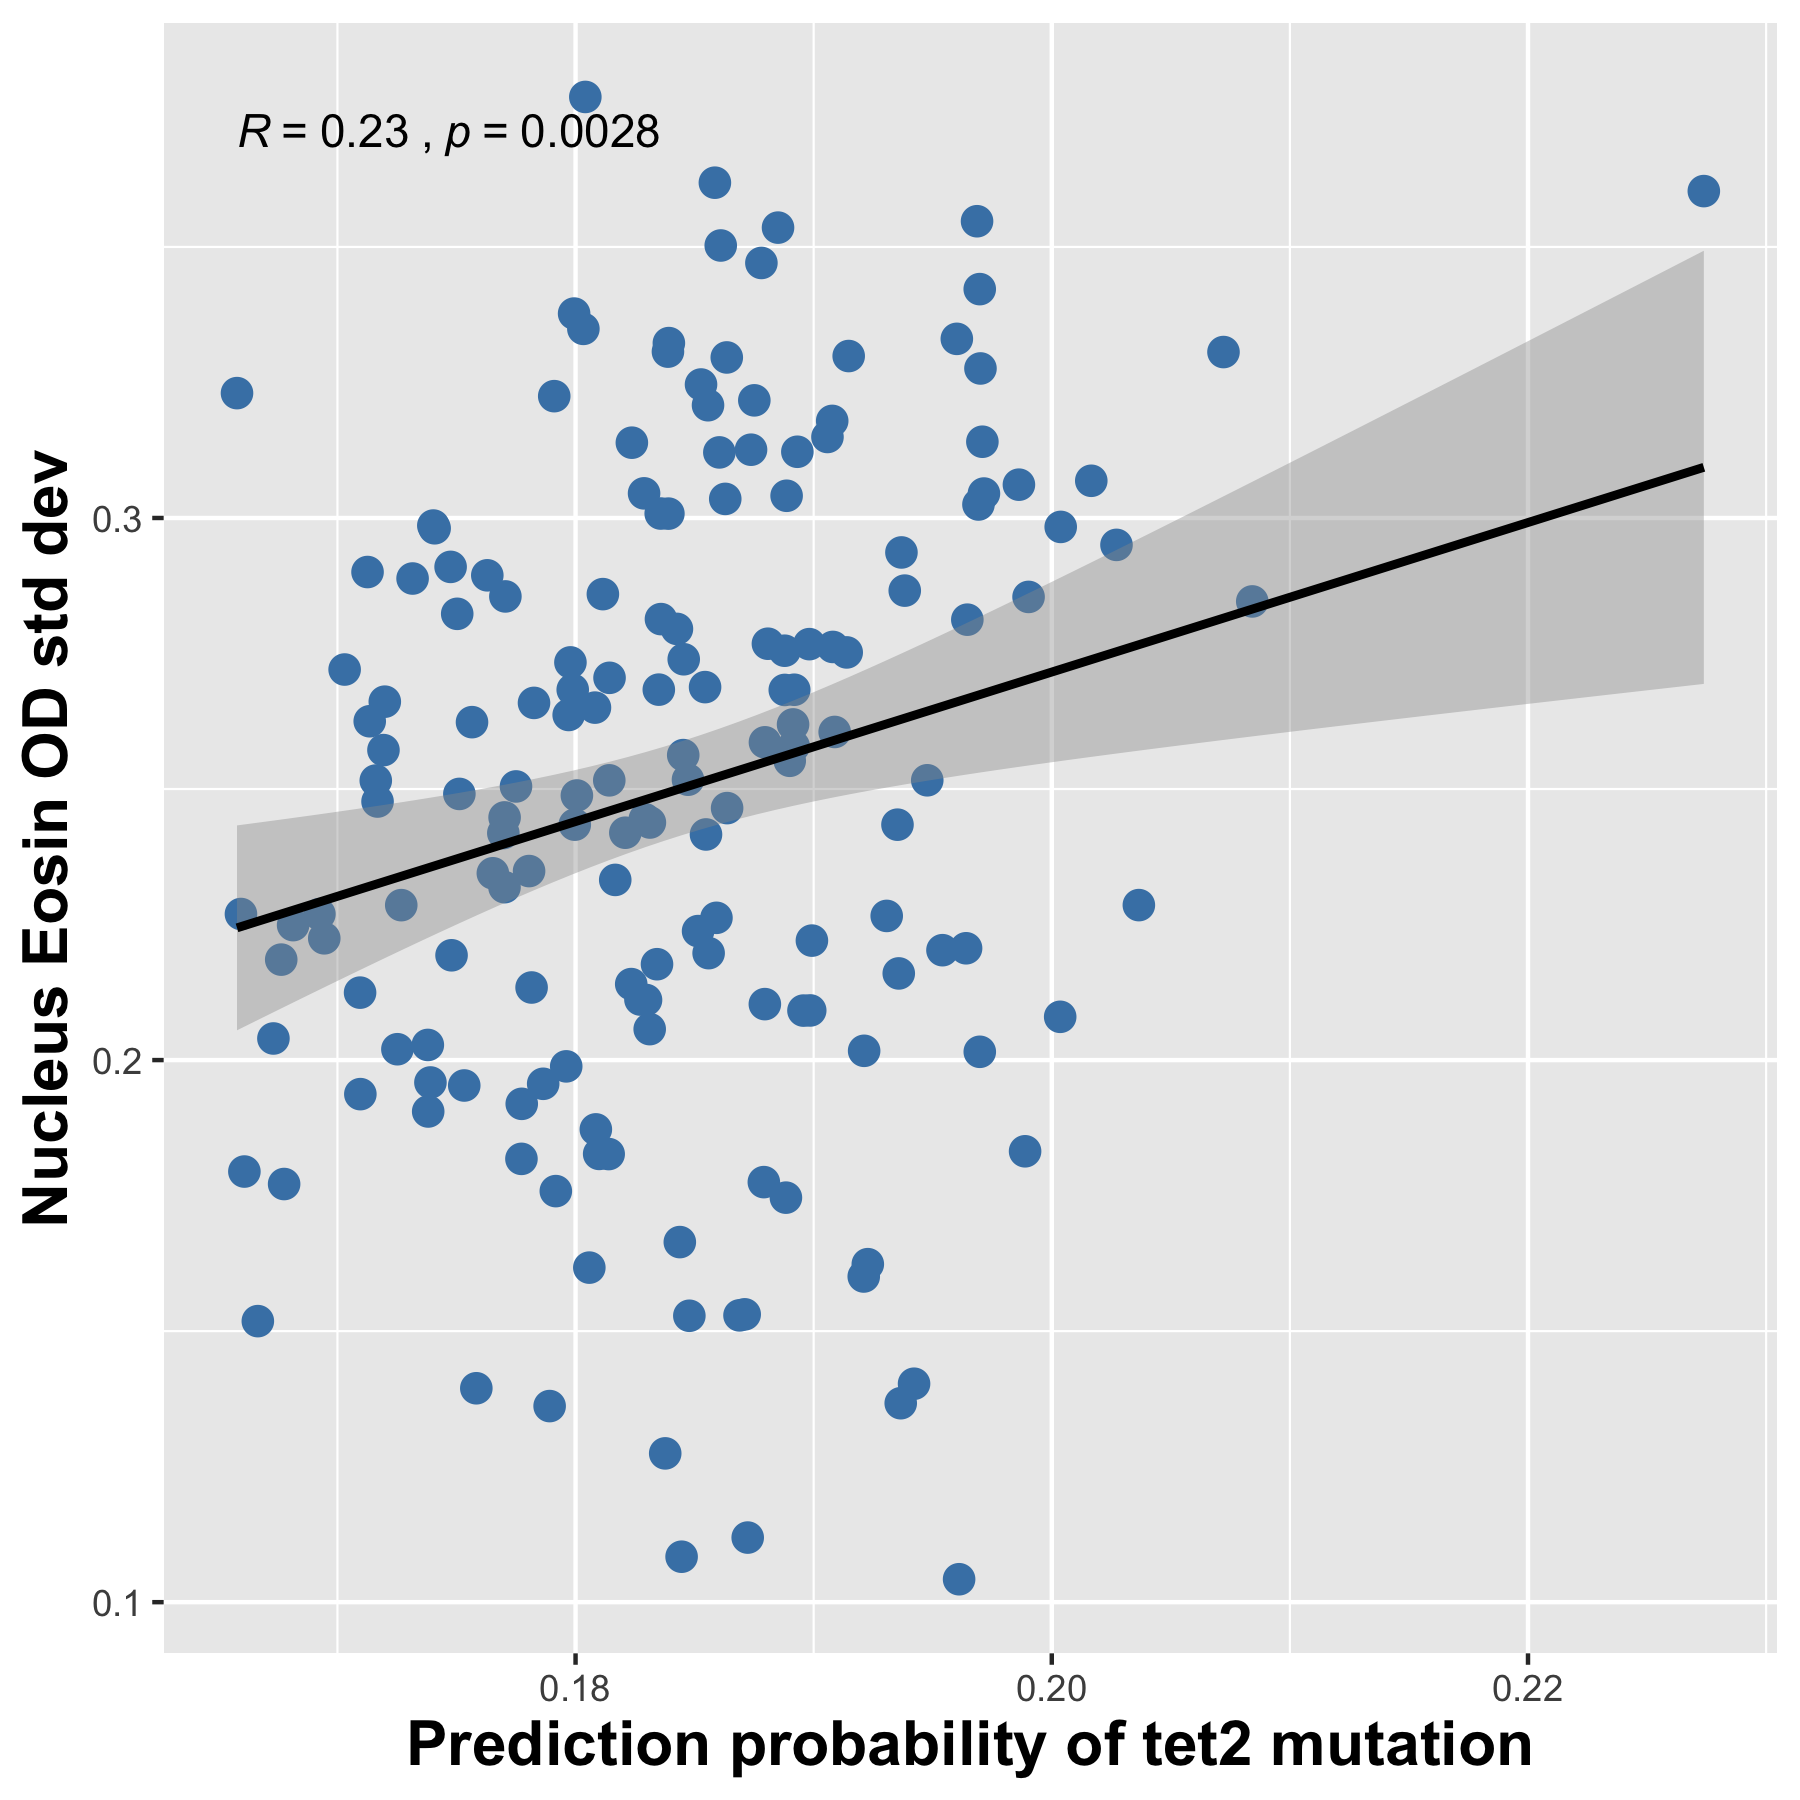 R = 0.23 , p = 0.0028
Nucleus Eosin OD std dev
0.3
0.2
0.1
0.18 0.20 0.22
Prediction probability of tet2 mutation